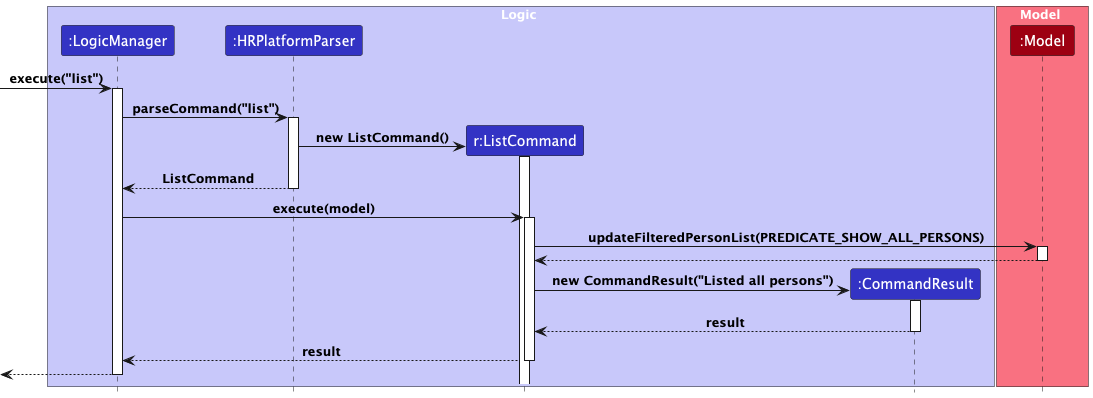 Logic
Model
:LogicManager
:HRPlatformParser
:Model
execute("list")
parseCommand("list")
new ListCommand()
r:ListCommand
ListCommand
execute(model)
updateFilteredPersonList(PREDICATE_SHOW_ALL_PERSONS)
new CommandResult("Listed all persons")
:CommandResult
result
result